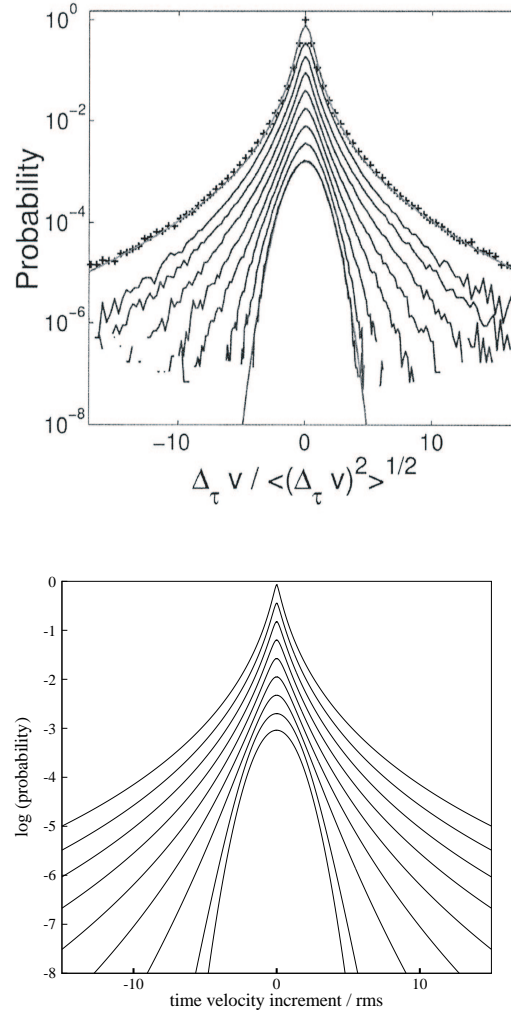 10^0
10^-2
10^-4
10^-6
10^-8
Probability
-10 0 10
Δ_τ v / <(Δ_τ v)^2>^1/2
0
-1
-2
-3
-4
-5
-6
-7
-8
log (probability)
-10 0 10
time velocity increment / rms